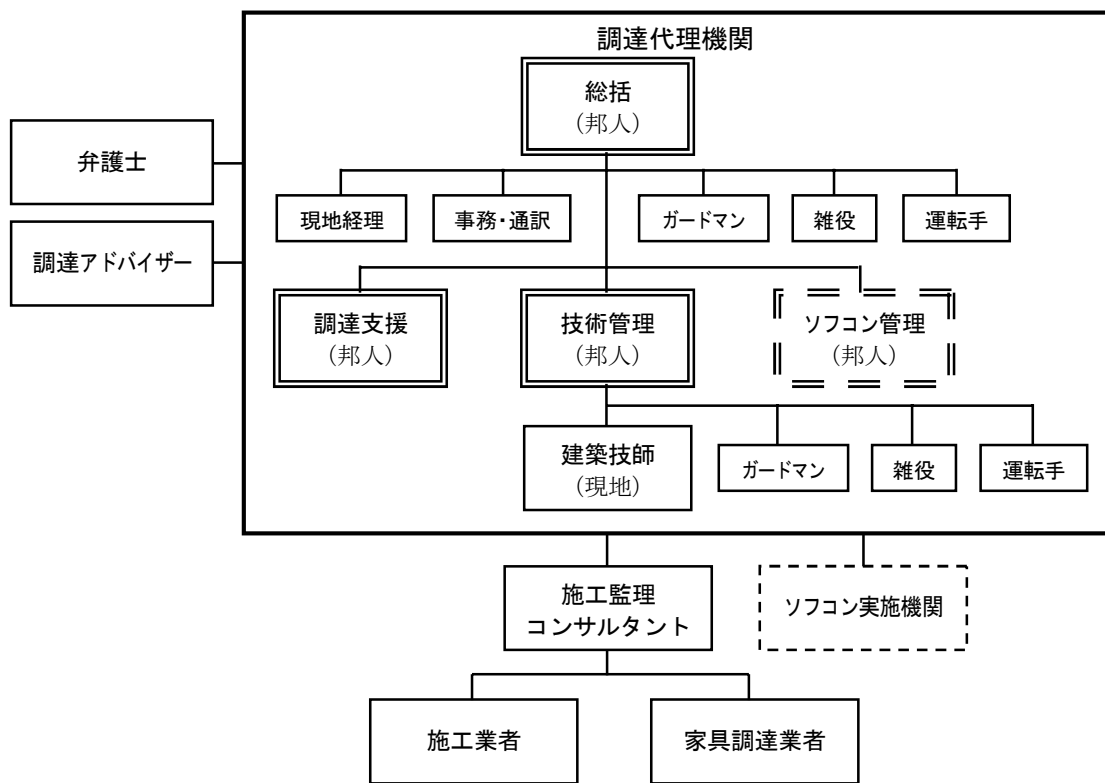 調達代理機関
総括
(邦人)
弁護士
調達アドバイザー
現地経理
事務・通訳
ガードマン
雑役
運転手
調達支援
(邦人)
技術管理
(邦人)
ソフコン管理
(邦人)
建築技師
(現地)
ガードマン
雑役
運転手
施工監理
コンサルタント
ソフコン実施機関
施工業者
家具調達業者